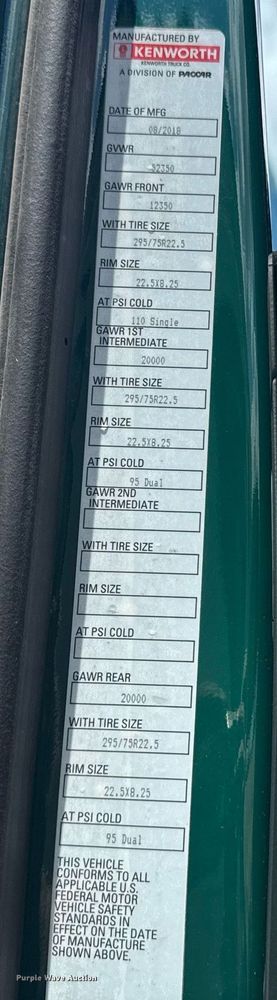 MANUFACTURED BY
KENWORTH
KENWORTH TRUCK CO.
A DIVISION OF PACCAR
DATE OF MFG
08/2018
GVWR
52350
GAWR FRONT
12350
WITH TIRE SIZE
295/75R22.5
RIM SIZE
22.5X8.25
AT PSI COLD
110 Single
GAWR 1ST
INTERMEDIATE
20000
WITH TIRE SIZE
295/75R22.5
RIM SIZE
22.5X8.25
AT PSI COLD
95 Dual
GAWR 2ND
INTERMEDIATE
WITH TIRE SIZE
RIM SIZE
AT PSI COLD
GAWR REAR
20000
WITH TIRE SIZE
295/75R22.5
RIM SIZE
22.5X8.25
AT PSI COLD
95 Dual
THIS VEHICLE
CONFORMS TO ALL
APPLICABLE U.S.
FEDERAL MOTOR
VEHICLE SAFETY
STANDARDS IN
EFFECT ON THE DATE
OF MANUFACTURE
SHOWN ABOVE.
Purple Wave Auction